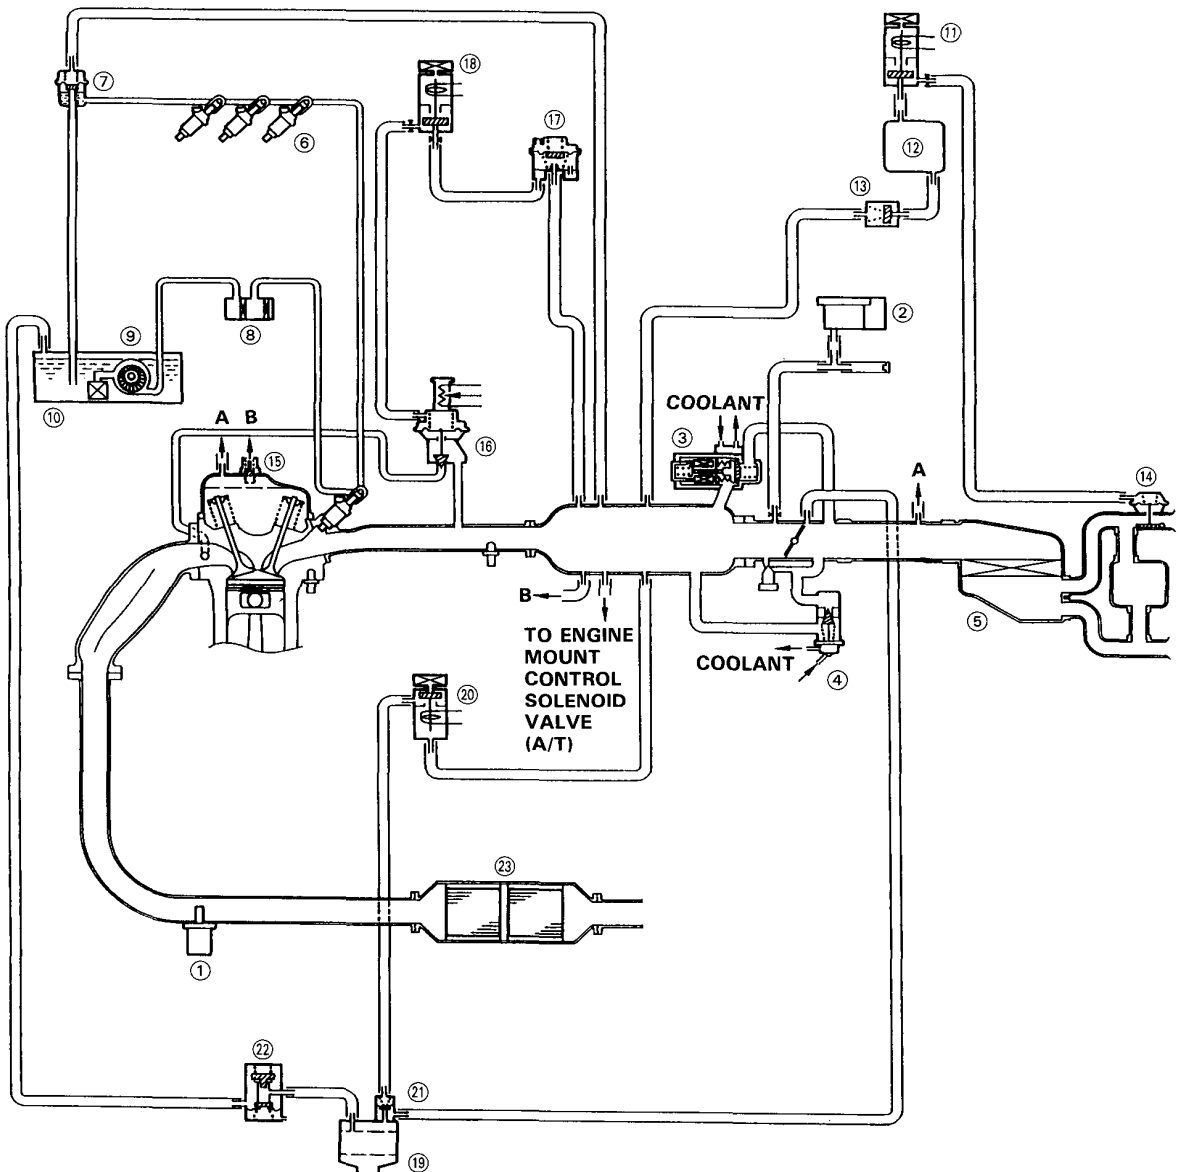 ⑪
⑱
⑦
⑰
⑥
⑫
⑬
②
⑨
⑧
⑩
A B
COOLANT
⑮
⑯
③
A
⑭
B
TO ENGINE
MOUNT
CONTROL
SOLENOID
VALVE
(A/T)
⑤
COOLANT
④
⑳
㉓
①
㉒
㉑
⑲